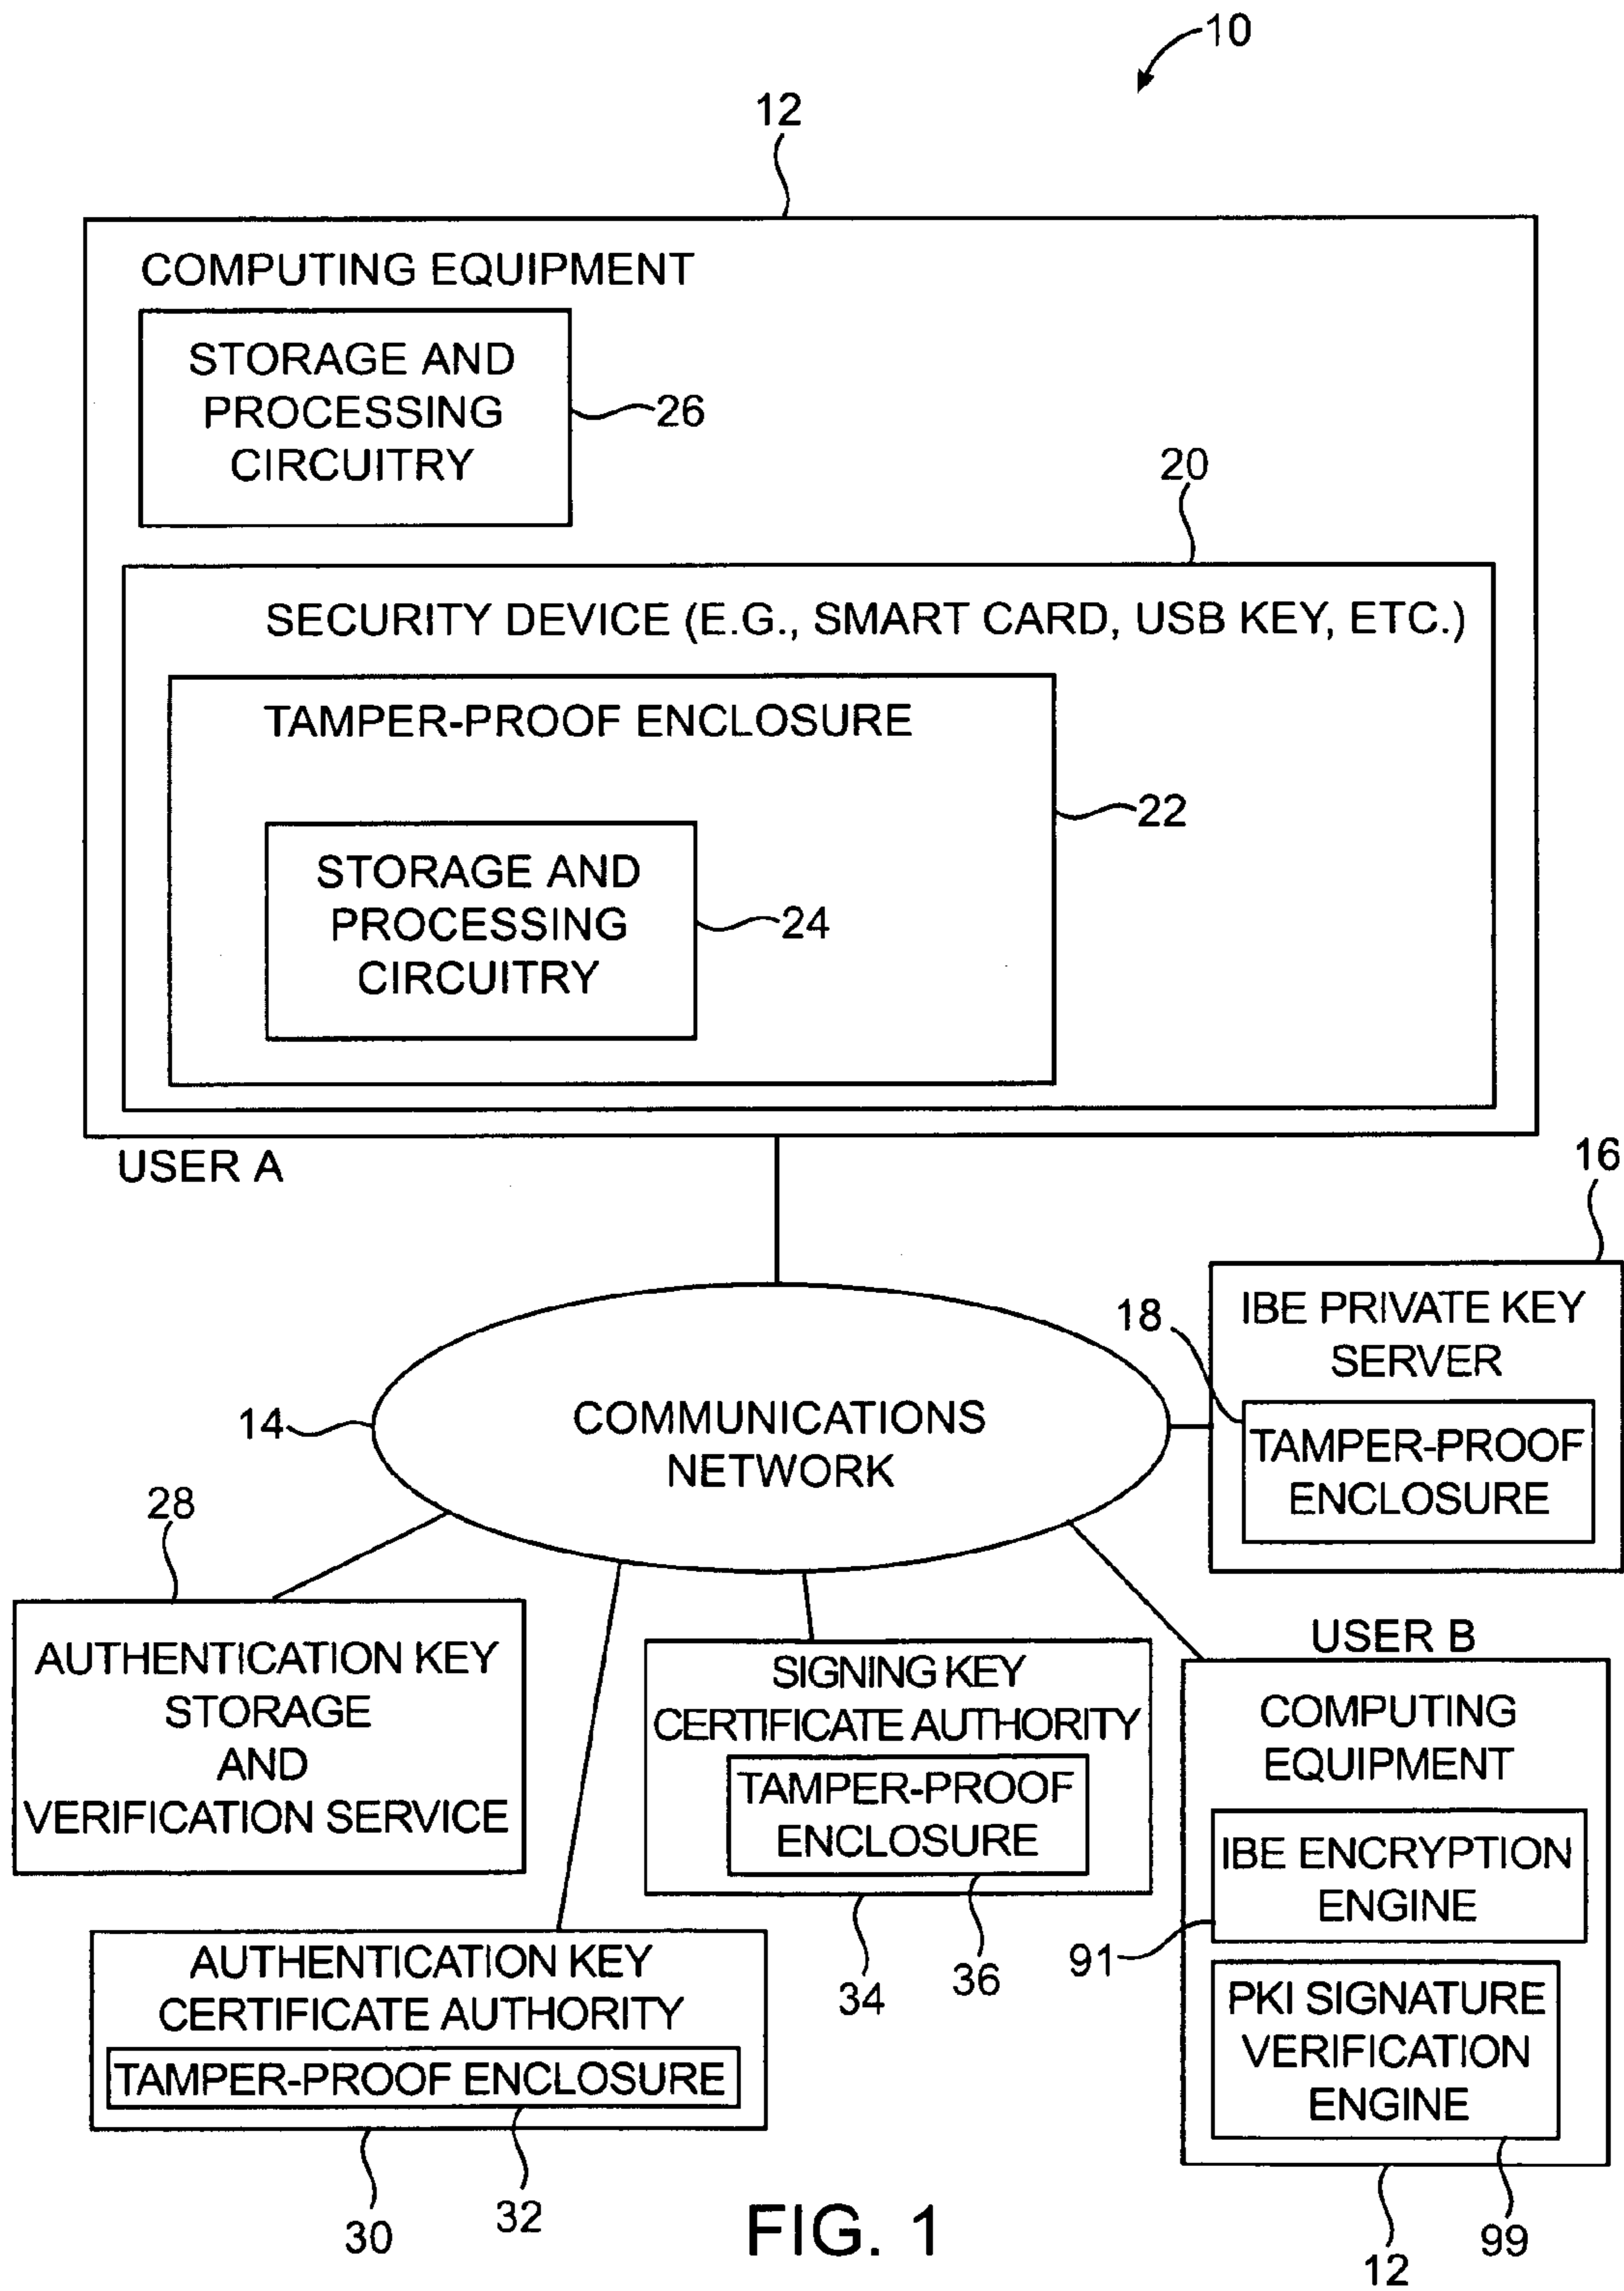 10
12
COMPUTING EQUIPMENT
STORAGE AND
PROCESSING
CIRCUITRY
26
20
SECURITY DEVICE (E.G., SMART CARD, USB KEY, ETC.)
TAMPER-PROOF ENCLOSURE
22
STORAGE AND
PROCESSING
CIRCUITRY
24
USER A
16
IBE PRIVATE KEY
SERVER
18
TAMPER-PROOF
ENCLOSURE
14
COMMUNICATIONS
NETWORK
28
AUTHENTICATION KEY
STORAGE
AND
VERIFICATION SERVICE
SIGNING KEY
CERTIFICATE AUTHORITY
TAMPER-PROOF
ENCLOSURE
34
36
USER B
COMPUTING
EQUIPMENT
IBE ENCRYPTION
ENGINE
91
PKI SIGNATURE
VERIFICATION
ENGINE
99
12
AUTHENTICATION KEY
CERTIFICATE AUTHORITY
TAMPER-PROOF ENCLOSURE
30
32
FIG. 1